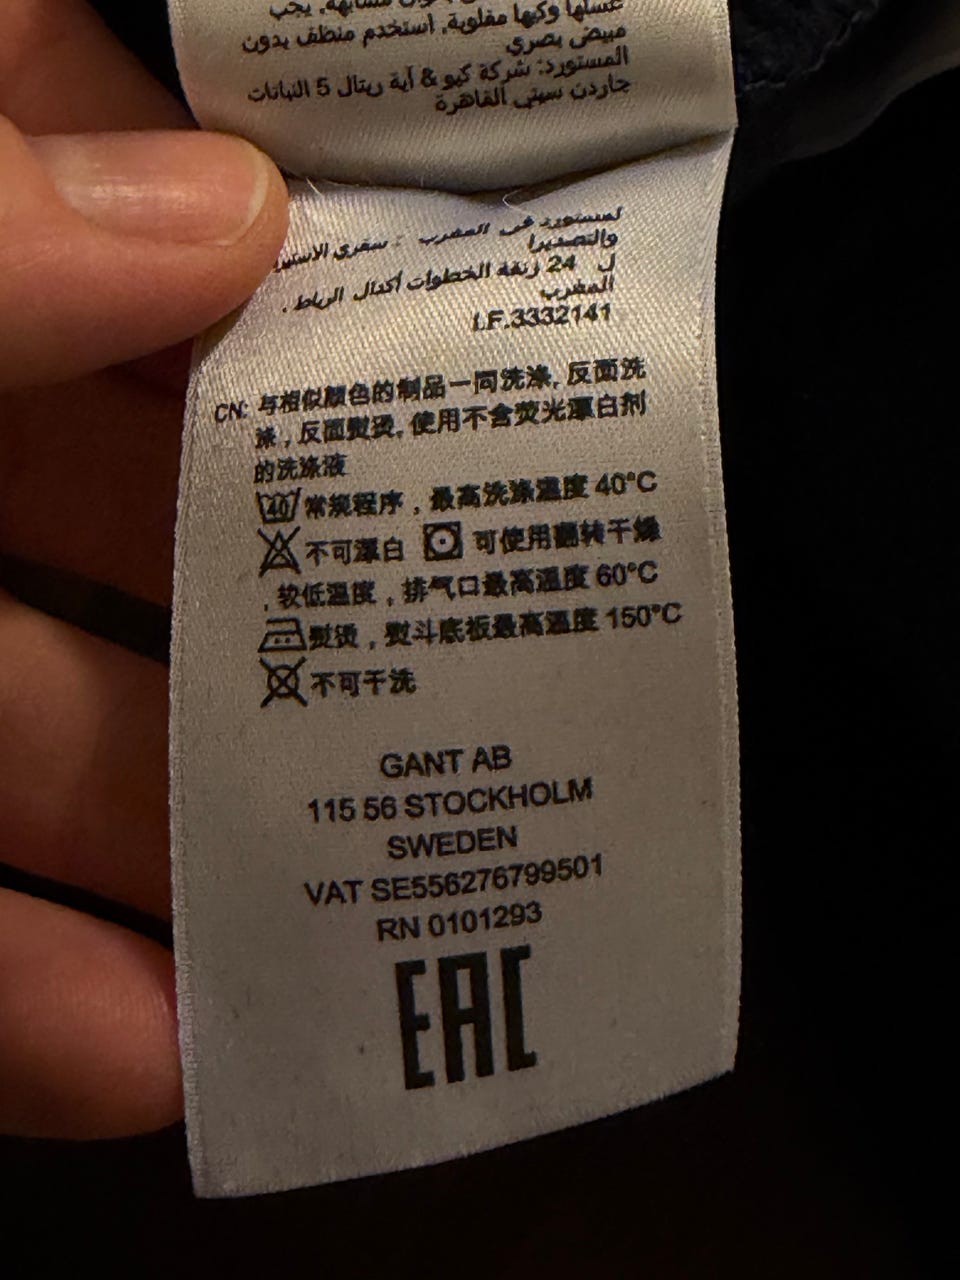 غسلها وكيها مقلوبة, أستخدم منظف بدون
مبيض بصري
المستورد: شركة كيو & أية ريتال 5 النباتات
جاردن سيتي القاهرة
لمستورد في المغرب : سفري
والتصديرا
ل 24 زنقة الخطوات أكدال الرباط .
المغرب
I.F.3332141
CN: 与相似颜色的制品一同洗涤, 反面洗
涤 , 反面熨烫, 使用不含荧光漂白剂
的洗涤液
40 常规程序 , 最高洗涤温度 40°C
不可漂白 可使用翻转干燥
, 较低温度 , 排气口最高温度 60°C
熨烫 , 熨斗底板最高温度 150°C
不可干洗
GANT AB
115 56 STOCKHOLM
SWEDEN
VAT SE556276799501
RN 0101293
EAC